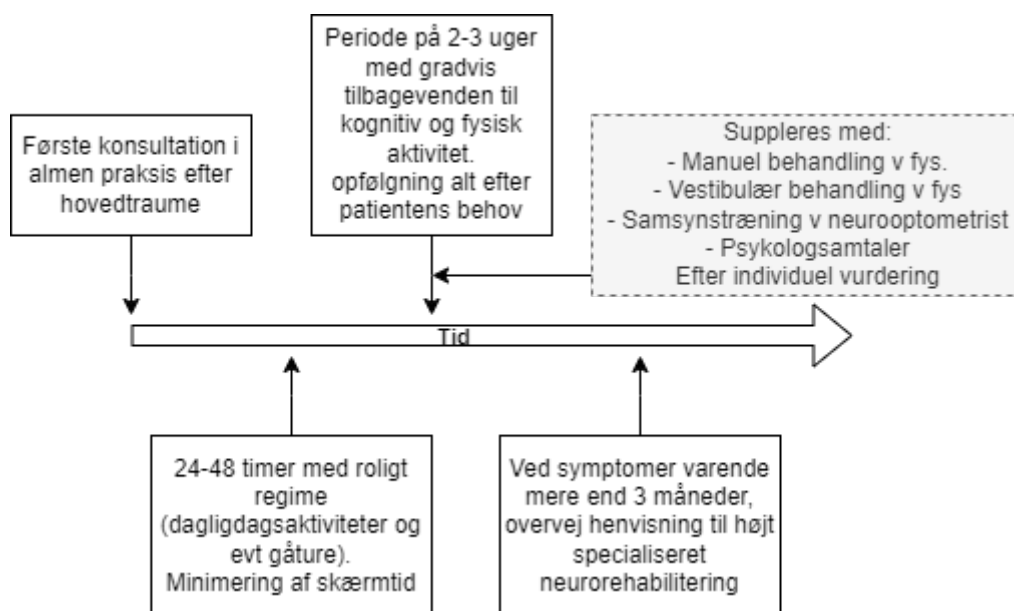 Første konsultation i
almen praksis efter
hovedtraume
Periode på 2-3 uger
med gradvis
tilbagevenden til
kognitiv og fysisk
aktivitet.
opfølgning alt efter
patientens behov
Suppleres med:
- Manuel behandling v fys.
- Vestibulær behandling v fys
- Samsynstræning v neurooptometrist
- Psykologsamtaler
Efter individuel vurdering
Tid
24-48 timer med roligt
regime
(dagligdagsaktiviteter og
evt gåture).
Minimering af skærmtid
Ved symptomer varende
mere end 3 måneder,
overvej henvisning til højt
specialiseret
neurorehabilitering